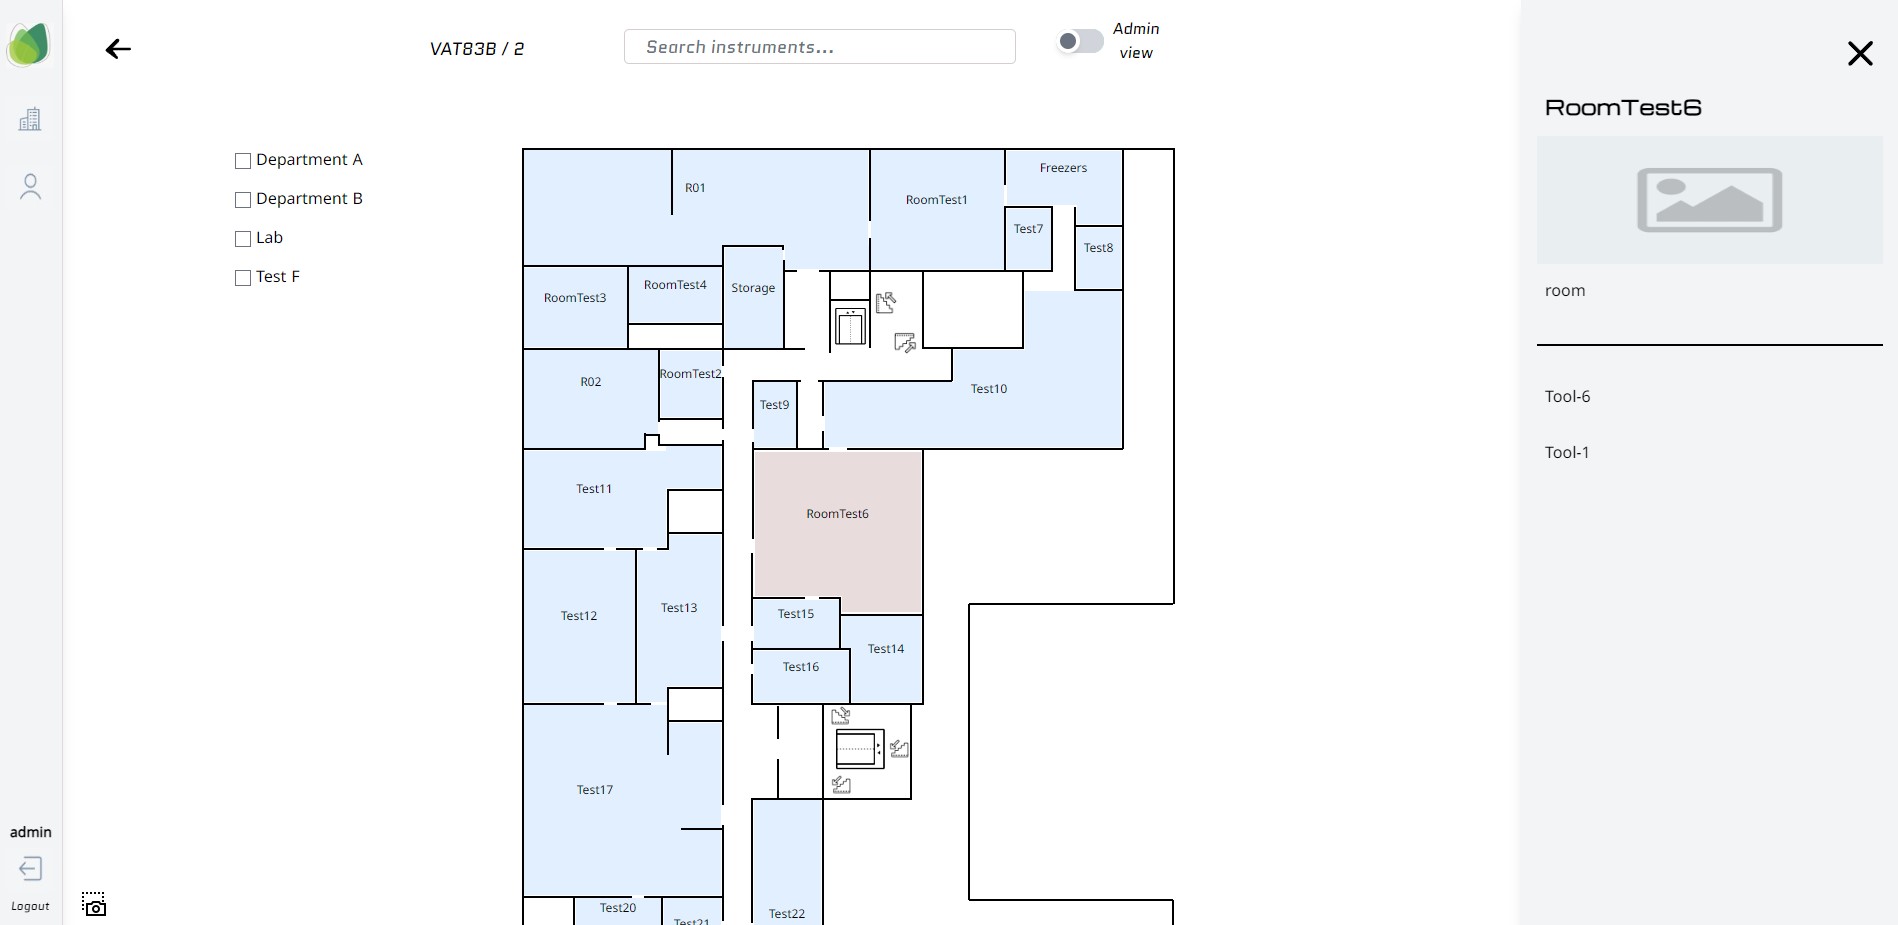 VAT83B / 2
Search instruments...
Admin
view
Department A
Department B
Lab
Test F
R01
RoomTest1
Freezers
Test7
Test8
RoomTest3
RoomTest4
Storage
R02
RoomTest2
Test9
Test10
Test11
RoomTest6
Test12
Test13
Test15
Test14
Test16
Test17
Test20
Test21
Test22
admin
Logout
RoomTest6
room
Tool-6
Tool-1